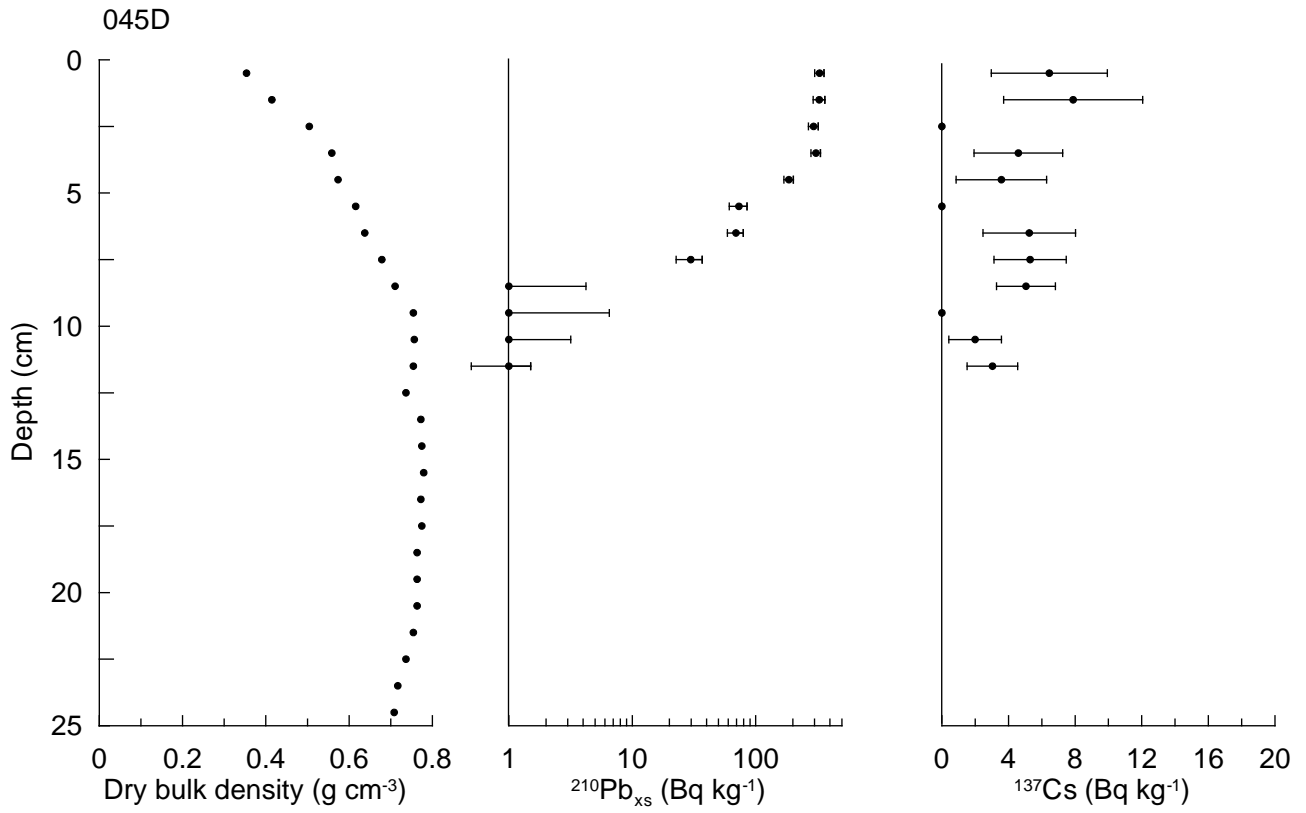 045D
0
5
10
15
20
25
Depth (cm)
0 0.2 0.4 0.6 0.8
Dry bulk density (g cm⁻³)
1 10 100
²¹⁰Pbₓₛ (Bq kg⁻¹)
0 4 8 12 16 20
¹³⁷Cs (Bq kg⁻¹)